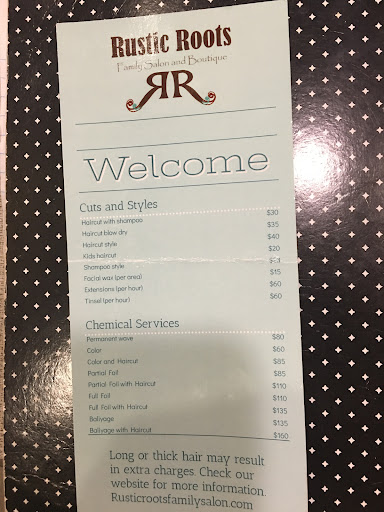 Rustic Roots
Family Salon and Boutique
RR
Welcome
Cuts and Styles
Haircut with shampoo $30
Haircut blow dry $35
Haircut style $40
Kids haircut $20
Shampoo style
Facial wax (per area) $15
Extensions (per hour) $60
Tinsel (per hour) $60
Chemical Services
Permanent wave $80
Color $60
Color and Haircut $85
Partial Foil $85
Partial Foil with Haircut $110
Full Foil $110
Full Foil with Haircut $135
Balivage $135
Balivage with Haircut $160
Long or thick hair may result
in extra charges. Check our
website for more information.
Rusticrootsfamilysalon.com